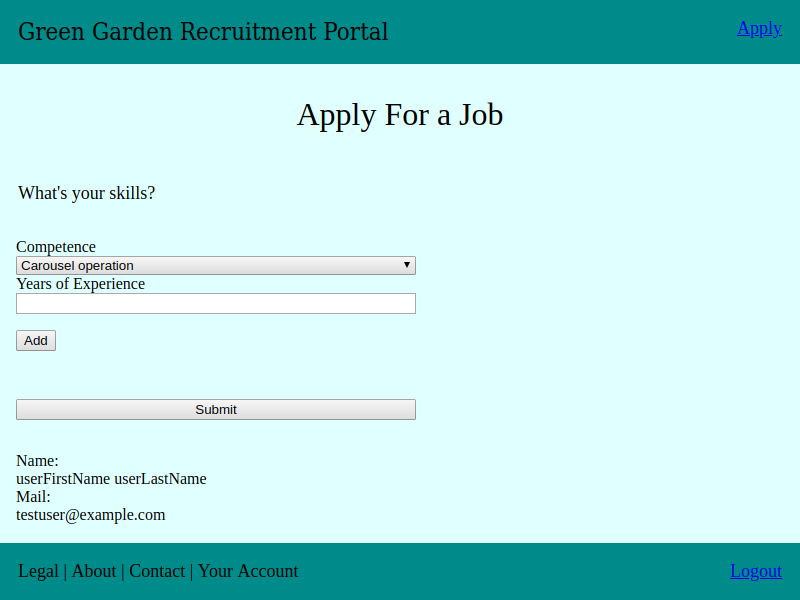 Green Garden Recruitment Portal
Apply
Apply For a Job
What's your skills?
Competence
Carousel operation
Years of Experience
Add
Submit
Name:
userFirstName userLastName
Mail:
testuser@example.com
Legal | About | Contact | Your Account
Logout